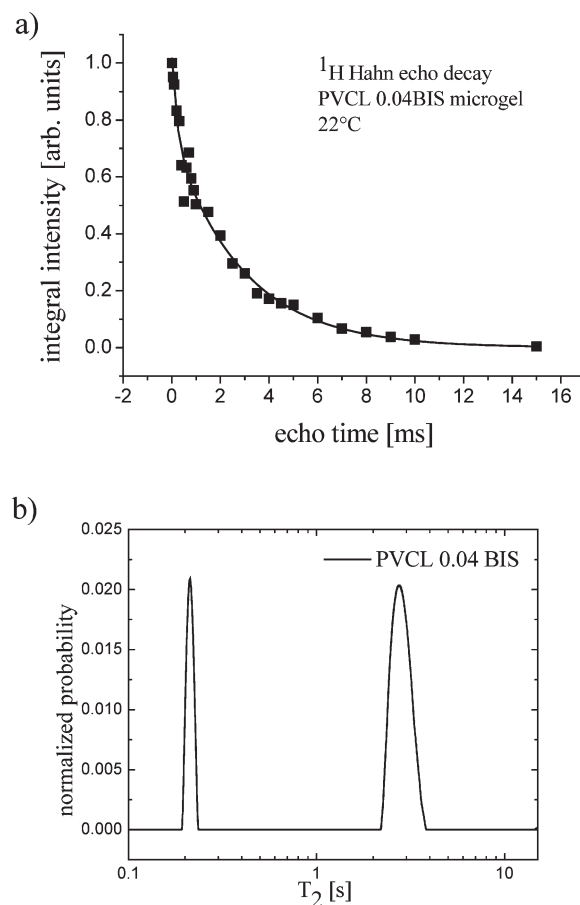 a)
¹H Hahn echo decay
PVCL 0.04BIS microgel
22°C
integral intensity [arb. units]
1.0
0.8
0.6
0.4
0.2
0.0
-2 0 2 4 6 8 10 12 14 16
echo time [ms]
b)
PVCL 0.04 BIS
normalized probability
0.025
0.020
0.015
0.010
0.005
0.000
0.1 1 10
T₂ [s]